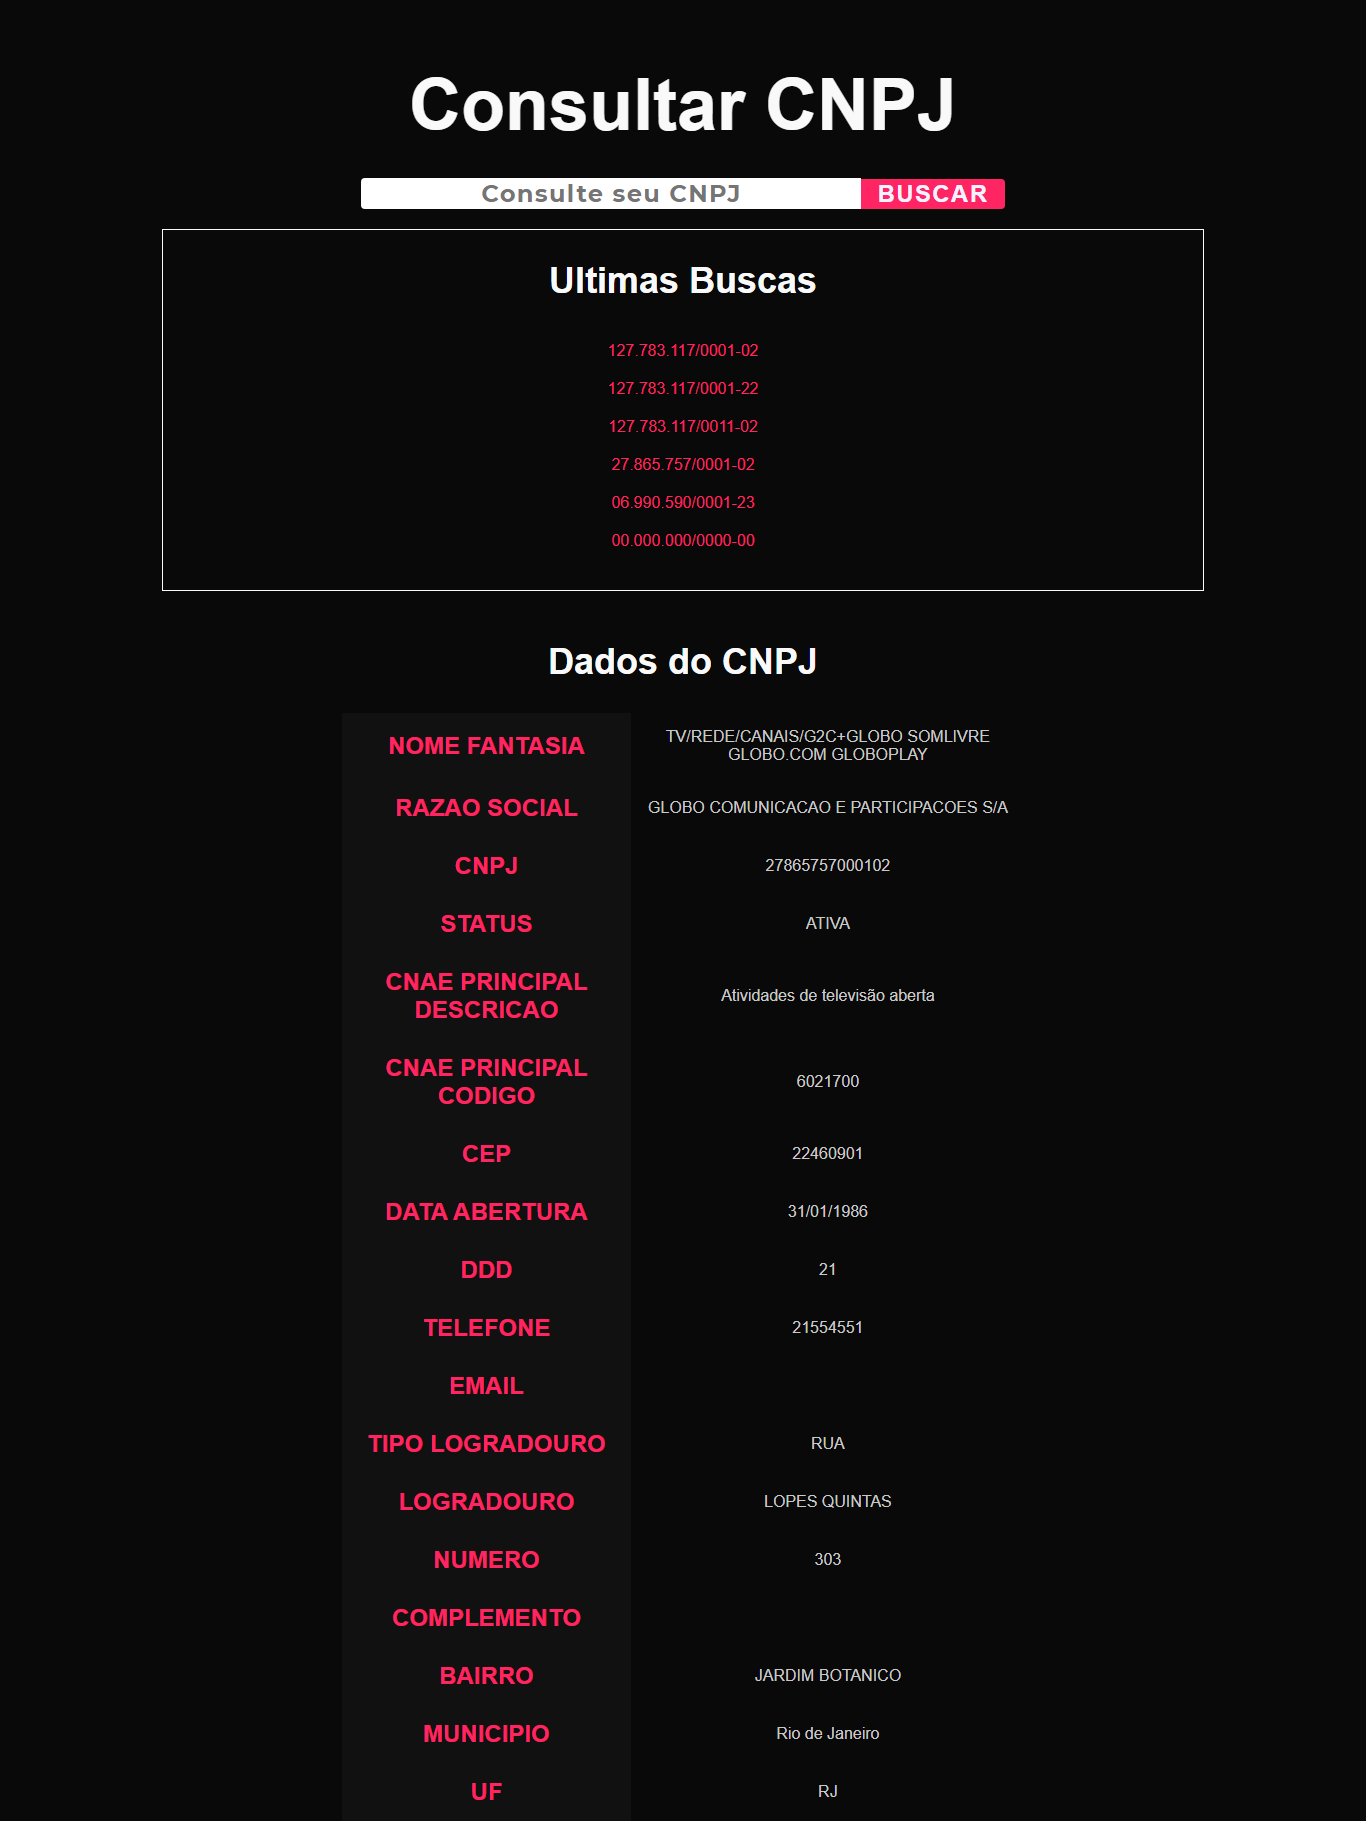 Consultar CNPJ
Consulte seu CNPJ BUSCAR
Ultimas Buscas
127.783.117/0001-02
127.783.117/0001-22
127.783.117/0011-02
27.865.757/0001-02
06.990.590/0001-23
00.000.000/0000-00
Dados do CNPJ
NOME FANTASIA
TV/REDE/CANAIS/G2C+GLOBO SOMLIVRE
GLOBO.COM GLOBOPLAY
RAZAO SOCIAL
GLOBO COMUNICACAO E PARTICIPACOES S/A
CNPJ
27865757000102
STATUS
ATIVA
CNAE PRINCIPAL
DESCRICAO
Atividades de televisão aberta
CNAE PRINCIPAL
CODIGO
6021700
CEP
22460901
DATA ABERTURA
31/01/1986
DDD
21
TELEFONE
21554551
EMAIL
TIPO LOGRADOURO
RUA
LOGRADOURO
LOPES QUINTAS
NUMERO
303
COMPLEMENTO
BAIRRO
JARDIM BOTANICO
MUNICIPIO
Rio de Janeiro
UF
RJ